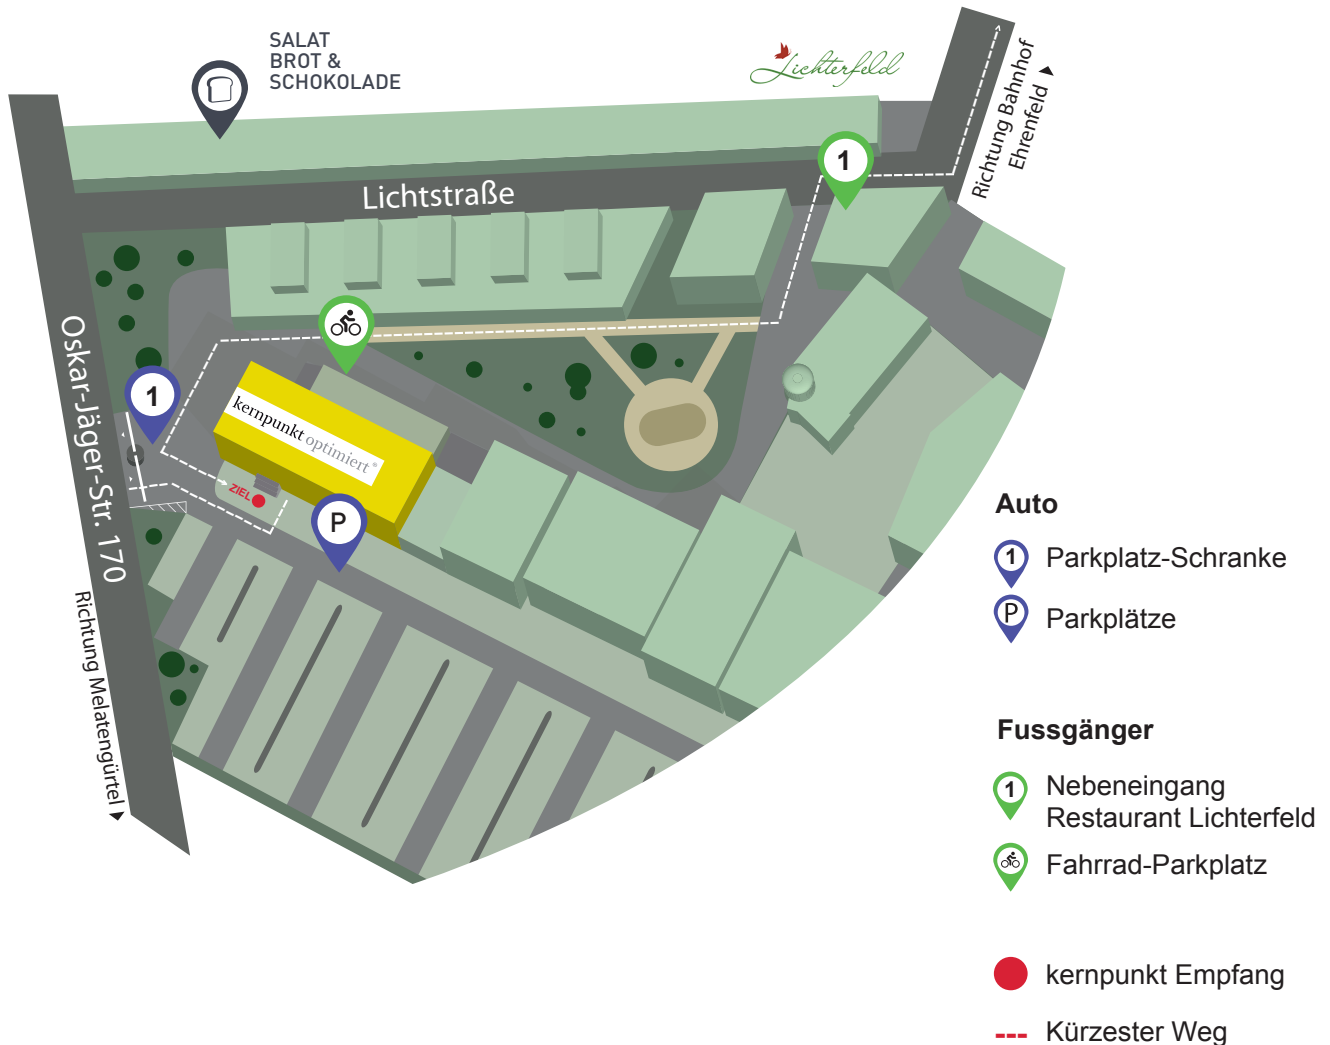 SALAT
BROT &
SCHOKOLADE
Lichterfeld
Richtung Bahnhof
Ehrenfeld
1
Lichtstraße
Oskar-Jäger-Str. 170
1
kernpunkt optimiert®
ZIEL
P
Richtung Melatengürtel
Auto
1 Parkplatz-Schranke
P Parkplätze
Fussgänger
1 Nebeneingang
Restaurant Lichterfeld
Fahrrad-Parkplatz
kernpunkt Empfang
Kürzester Weg